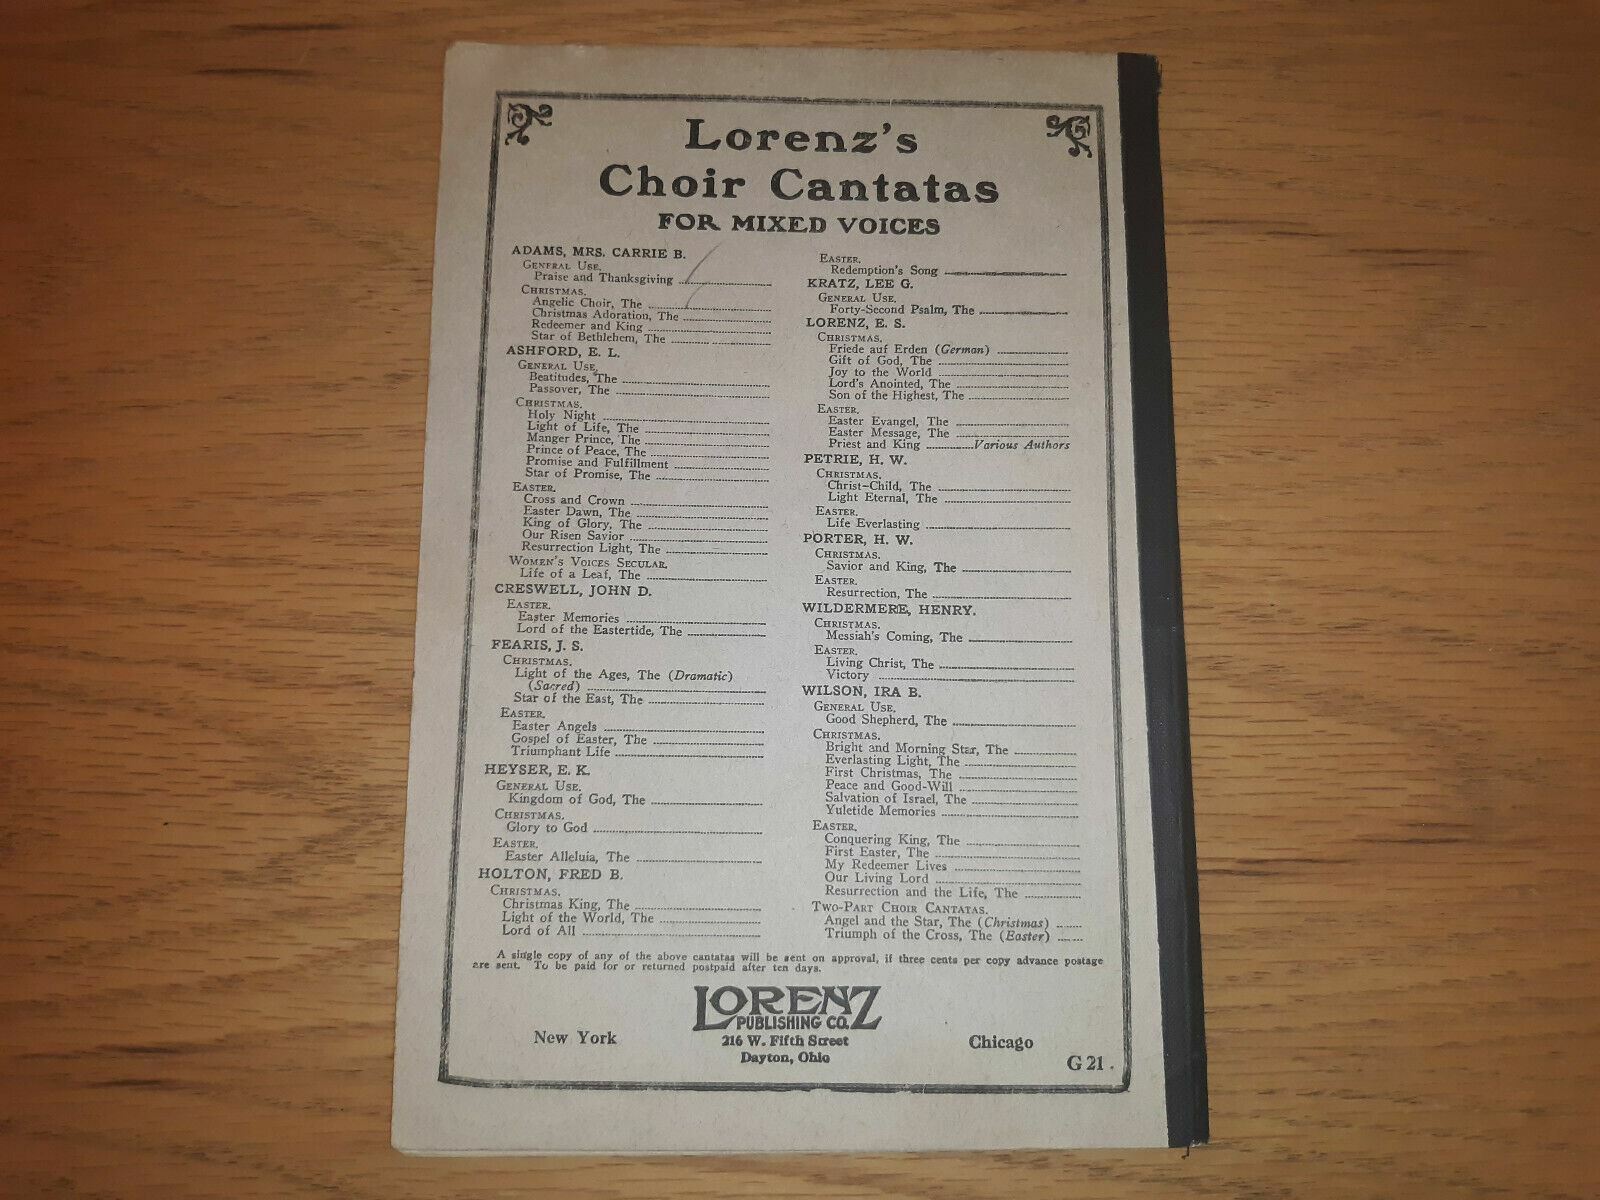 Lorenz's
Choir Cantatas
FOR MIXED VOICES
ADAMS, MRS. CARRIE B.
GENERAL USE.
Praise and Thanksgiving
CHRISTMAS.
Angelic Choir, The
Christmas Adoration, The
Redeemer and King
Star of Bethlehem, The
ASHFORD, E. L.
GENERAL USE.
Beatitudes, The
Passover, The
CHRISTMAS.
Holy Night
Light of Life, The
Manger Prince, The
Prince of Peace, The
Promise and Fulfillment
Star of Promise, The
EASTER.
Cross and Crown
Easter Dawn, The
King of Glory, The
Our Risen Savior
Resurrection Light, The
WOMEN'S VOICES SECULAR.
Life of a Leaf, The
CRESWELL, JOHN D.
EASTER.
Easter Memories
Lord of the Eastertide, The
FEARIS, J. S.
CHRISTMAS.
Light of the Ages, The (Dramatic)
(Sacred)
Star of the East, The
EASTER.
Easter Angels
Gospel of Easter, The
Triumphant Life
HEYSER, E. K.
GENERAL USE.
Kingdom of God, The
CHRISTMAS.
Glory to God
EASTER.
Easter Alleluia, The
HOLTON, FRED B.
CHRISTMAS.
Christmas King, The
Light of the World, The
Lord of All
EASTER.
Redemption's Song
KRATZ, LEE G.
GENERAL USE.
Forty-Second Psalm, The
LORENZ, E. S.
CHRISTMAS.
Friede auf Erden (German)
Gift of God, The
Joy to the World
Lord's Anointed, The
Son of the Highest, The
EASTER.
Easter Evangel, The
Easter Message, The
Priest and King Various Authors
PETRIE, H. W.
CHRISTMAS.
Christ-Child, The
Light Eternal, The
EASTER.
Life Everlasting
PORTER, H. W.
CHRISTMAS.
Savior and King, The
EASTER.
Resurrection, The
WILDERMERE, HENRY.
CHRISTMAS.
Messiah's Coming, The
EASTER.
Living Christ, The
Victory
WILSON, IRA B.
GENERAL USE.
Good Shepherd, The
CHRISTMAS.
Bright and Morning Star, The
Everlasting Light, The
First Christmas, The
Peace and Good-Will
Salvation of Israel, The
Yuletide Memories
EASTER.
Conquering King, The
First Easter, The
My Redeemer Lives
Our Living Lord
Resurrection and the Life, The
TWO-PART CHOIR CANTATAS.
Angel and the Star, The (Christmas)
Triumph of the Cross, The (Easter)
A single copy of any of the above cantatas will be sent on approval, if three cents per copy advance postage
are sent. To be paid for or returned postpaid after ten days.
LORENZ
PUBLISHING CO.
216 W. Fifth Street
Dayton, Ohio
New York
Chicago
G 21.